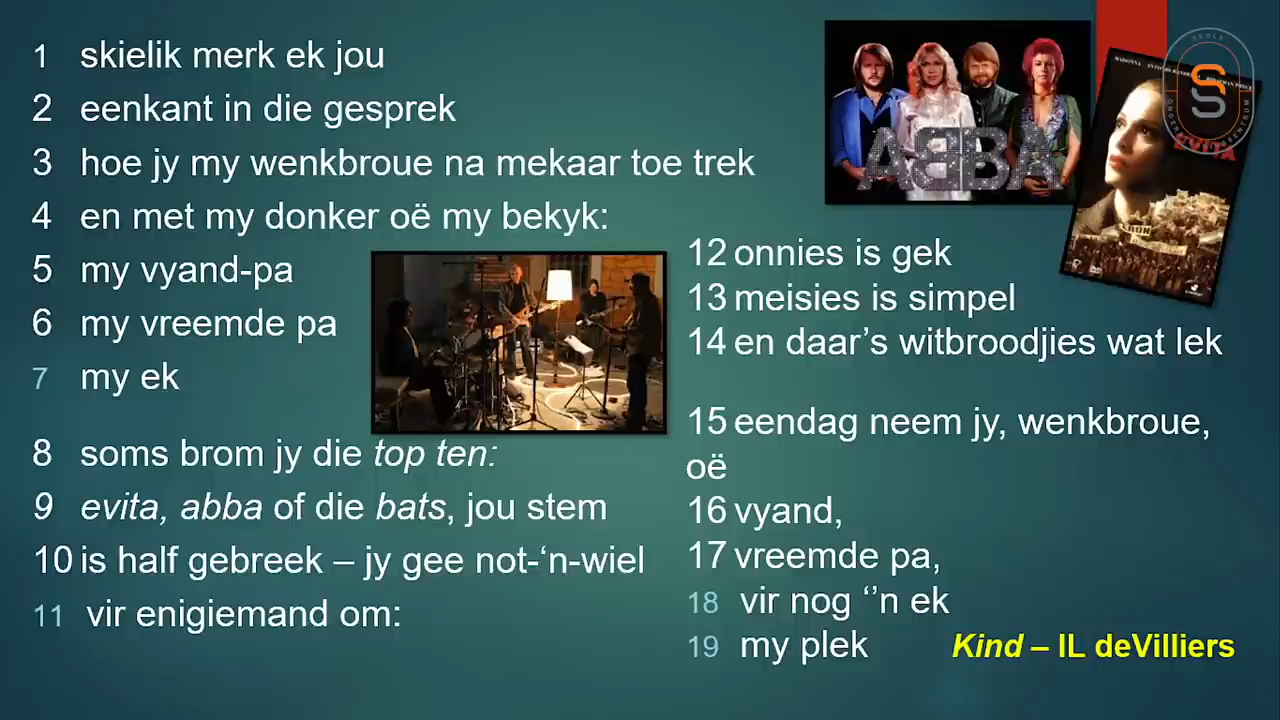 1 skielik merk ek jou
2 eenkant in die gesprek
3 hoe jy my wenkbroue na mekaar toe trek
4 en met my donker oë my bekyk:
5 my vyand-pa
6 my vreemde pa
7 my ek
8 soms brom jy die top ten:
9 evita, abba of die bats, jou stem
10 is half gebreek – jy gee not-‘n-wiel
11 vir enigiemand om:
12 onnies is gek
13 meisies is simpel
14 en daar’s witbroodjies wat lek
15 eendag neem jy, wenkbroue,
oë
16 vyand,
17 vreemde pa,
18 vir nog ‘’n ek
19 my plek
Kind – IL deVilliers
ABBA
MADONNA